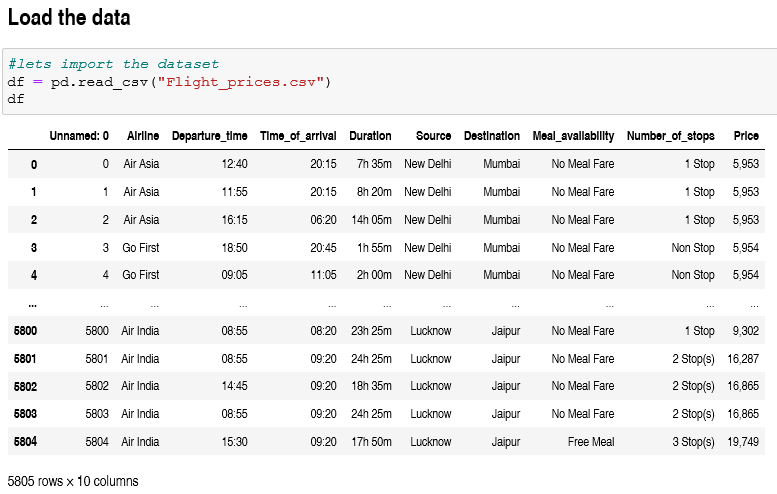 Load the data
#lets import the dataset
df = pd.read_csv("Flight_prices.csv")
df
Unnamed: 0 Airline Departure_time Time_of_arrival Duration Source Destination Meal_availability Number_of_stops Price
0 0 Air Asia 12:40 20:15 7h 35m New Delhi Mumbai No Meal Fare 1 Stop 5,953
1 1 Air Asia 11:55 20:15 8h 20m New Delhi Mumbai No Meal Fare 1 Stop 5,953
2 2 Air Asia 16:15 06:20 14h 05m New Delhi Mumbai No Meal Fare 1 Stop 5,953
3 3 Go First 18:50 20:45 1h 55m New Delhi Mumbai No Meal Fare Non Stop 5,954
4 4 Go First 09:05 11:05 2h 00m New Delhi Mumbai No Meal Fare Non Stop 5,954
... ... ... ... ... ... ... ... ... ... ...
5800 5800 Air India 08:55 08:20 23h 25m Lucknow Jaipur No Meal Fare 1 Stop 9,302
5801 5801 Air India 08:55 09:20 24h 25m Lucknow Jaipur No Meal Fare 2 Stop(s) 16,287
5802 5802 Air India 14:45 09:20 18h 35m Lucknow Jaipur No Meal Fare 2 Stop(s) 16,865
5803 5803 Air India 08:55 09:20 24h 25m Lucknow Jaipur No Meal Fare 2 Stop(s) 16,865
5804 5804 Air India 15:30 09:20 17h 50m Lucknow Jaipur Free Meal 3 Stop(s) 19,749
5805 rows × 10 columns